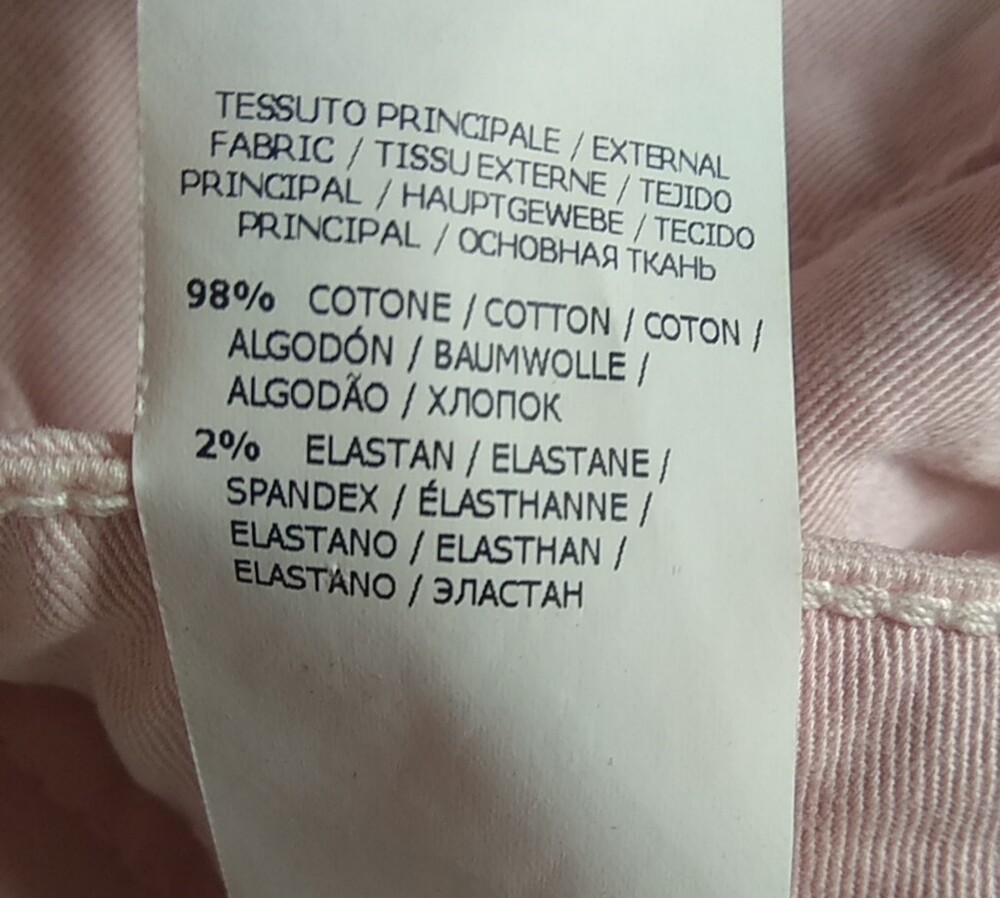 TESSUTO PRINCIPALE / EXTERNAL
FABRIC / TISSU EXTERNE / TEJIDO
PRINCIPAL / HAUPTGEWEBE / TECIDO
PRINCIPAL / ОСНОВНАЯ ТКАНЬ
98% COTONE / COTTON / COTON /
ALGODÓN / BAUMWOLLE /
ALGODÃO / ХЛОПОК
2% ELASTAN / ELASTANE /
SPANDEX / ÉLASTHANNE /
ELASTANO / ELASTHAN /
ELASTANO / ЭЛАСТАН